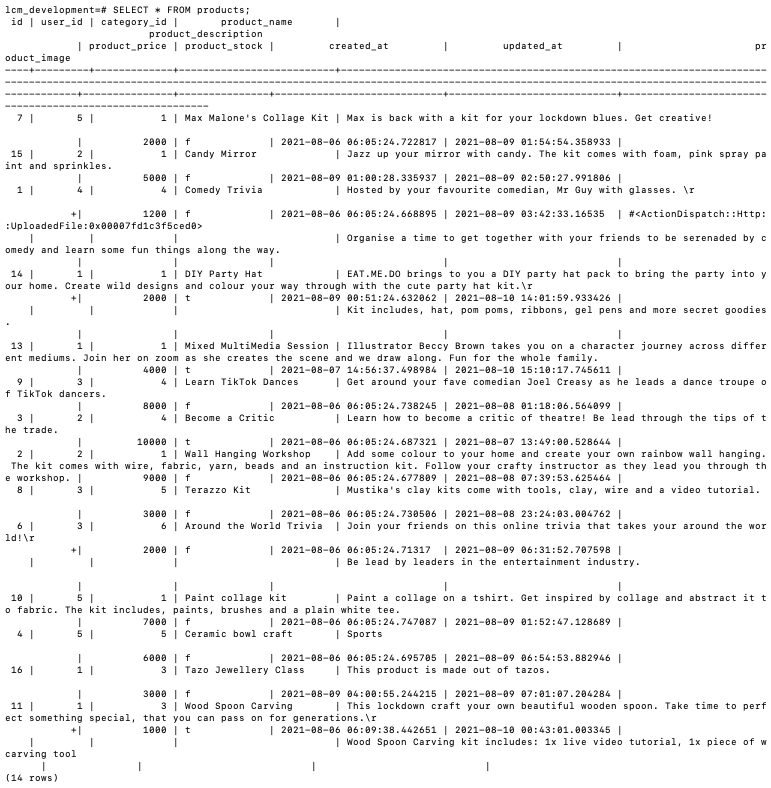 lcm_development=# SELECT * FROM products;
 id | user_id | category_id |       product_name       |
                         product_description
            | product_price | product_stock |         created_at         |         updated_at         |                       pr
oduct_image
----+---------+-------------+--------------------------+-----------------------------------------------------------------------
-------------------------------------------------------------------------------------------------------------------------------
------------+---------------+---------------+----------------------------+----------------------------+------------------------
----------------------------------
  7 |       5 |           1 | Max Malone's Collage Kit | Max is back with a kit for your lockdown blues. Get creative!
            |          2000 | f             | 2021-08-06 06:05:24.722817 | 2021-08-09 01:54:54.358933 |
 15 |       2 |           1 | Candy Mirror             | Jazz up your mirror with candy. The kit comes with foam, pink spray pa
int and sprinkles.
            |          5000 | f             | 2021-08-09 01:00:28.335937 | 2021-08-09 02:50:27.991806 |
  1 |       4 |           4 | Comedy Trivia            | Hosted by your favourite comedian, Mr Guy with glasses. \r
           +|          1200 | f             | 2021-08-06 06:05:24.668895 | 2021-08-09 03:42:33.16535  | #<ActionDispatch::Http:
:UploadedFile:0x00007fd1c3f5ced0>
    |         |             |                          | Organise a time to get together with your friends to be serenaded by c
omedy and learn some fun things along the way.
            |               |               |                            |                            |
 14 |       1 |           1 | DIY Party Hat            | EAT.ME.DO brings to you a DIY party hat pack to bring the party into y
our home. Create wild designs and colour your way through with the cute party hat kit.\r
           +|          2000 | t             | 2021-08-09 00:51:24.632062 | 2021-08-10 14:01:59.933426 |
    |         |             |                          | Kit includes, hat, pom poms, ribbons, gel pens and more secret goodies
.
            |               |               |                            |                            |
 13 |       1 |           1 | Mixed MultiMedia Session | Illustrator Beccy Brown takes you on a character journey across differ
ent mediums. Join her on zoom as she creates the scene and we draw along. Fun for the whole family.
            |          4000 | t             | 2021-08-07 14:56:37.498984 | 2021-08-10 15:10:17.745611 |
  9 |       3 |           4 | Learn TikTok Dances      | Get around your fave comedian Joel Creasy as he leads a dance troupe o
f TikTok dancers.
            |          8000 | f             | 2021-08-06 06:05:24.738245 | 2021-08-08 01:18:06.564099 |
  3 |       2 |           4 | Become a Critic          | Learn how to become a critic of theatre! Be lead through the tips of t
he trade.
            |         10000 | t             | 2021-08-06 06:05:24.687321 | 2021-08-07 13:49:00.528644 |
  2 |       2 |           1 | Wall Hanging Workshop    | Add some colour to your home and create your own rainbow wall hanging.
 The kit comes with wire, fabric, yarn, beads and an instruction kit. Follow your crafty instructor as they lead you through th
e workshop. |          9000 | f             | 2021-08-06 06:05:24.677809 | 2021-08-08 07:39:53.625464 |
  8 |       3 |           5 | Terazzo Kit              | Mustika's clay kits come with tools, clay, wire and a video tutorial.
            |          3000 | f             | 2021-08-06 06:05:24.730506 | 2021-08-08 23:24:03.004762 |
  6 |       3 |           6 | Around the World Trivia  | Join your friends on this online trivia that takes your around the wor
ld!\r
           +|          2000 | f             | 2021-08-06 06:05:24.71317  | 2021-08-09 06:31:52.707598 |
    |         |             |                          | Be lead by leaders in the entertainment industry.
            |               |               |                            |                            |
 10 |       5 |           1 | Paint collage kit        | Paint a collage on a tshirt. Get inspired by collage and abstract it t
o fabric. The kit includes, paints, brushes and a plain white tee.
            |          7000 | f             | 2021-08-06 06:05:24.747087 | 2021-08-09 01:52:47.128689 |
  4 |       5 |           5 | Ceramic bowl craft       | Sports
            |          6000 | f             | 2021-08-06 06:05:24.695705 | 2021-08-09 06:54:53.882946 |
 16 |       1 |           3 | Tazo Jewellery Class     | This product is made out of tazos.
            |          3000 | f             | 2021-08-09 04:00:55.244215 | 2021-08-09 07:01:07.204284 |
 11 |       1 |           3 | Wood Spoon Carving       | This lockdown craft your own beautiful wooden spoon. Take time to perf
ect something special, that you can pass on for generations.\r
           +|          1000 | t             | 2021-08-06 06:09:38.442651 | 2021-08-10 00:43:01.003345 |
    |         |             |                          | Wood Spoon Carving kit includes: 1x live video tutorial, 1x piece of w
carving tool
      |               |                            |                            |
(14 rows)